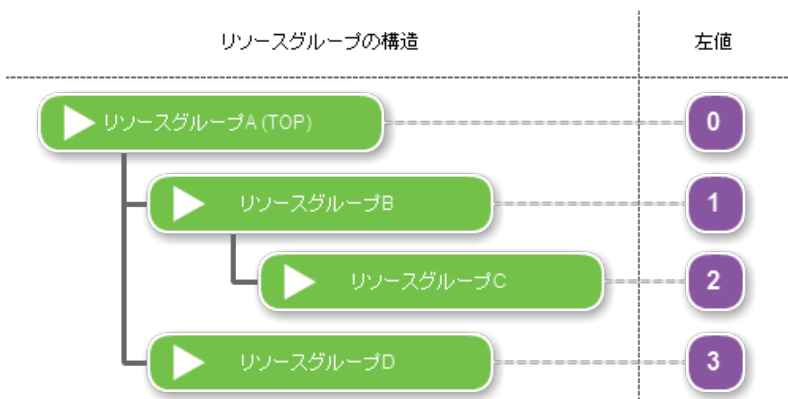 リソースグループの構造 左値
リソースグループA (TOP) 0
リソースグループB 1
リソースグループC 2
リソースグループD 3